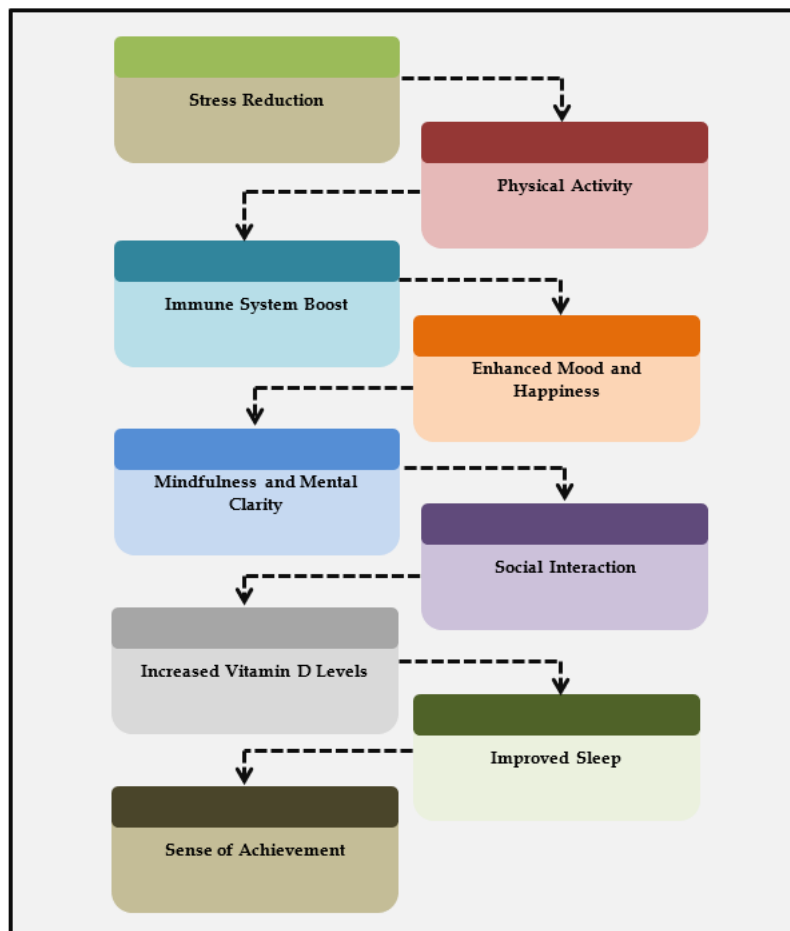 Stress Reduction
Physical Activity
Immune System Boost
Enhanced Mood and
Happiness
Mindfulness and Mental
Clarity
Social Interaction
Increased Vitamin D Levels
Improved Sleep
Sense of Achievement